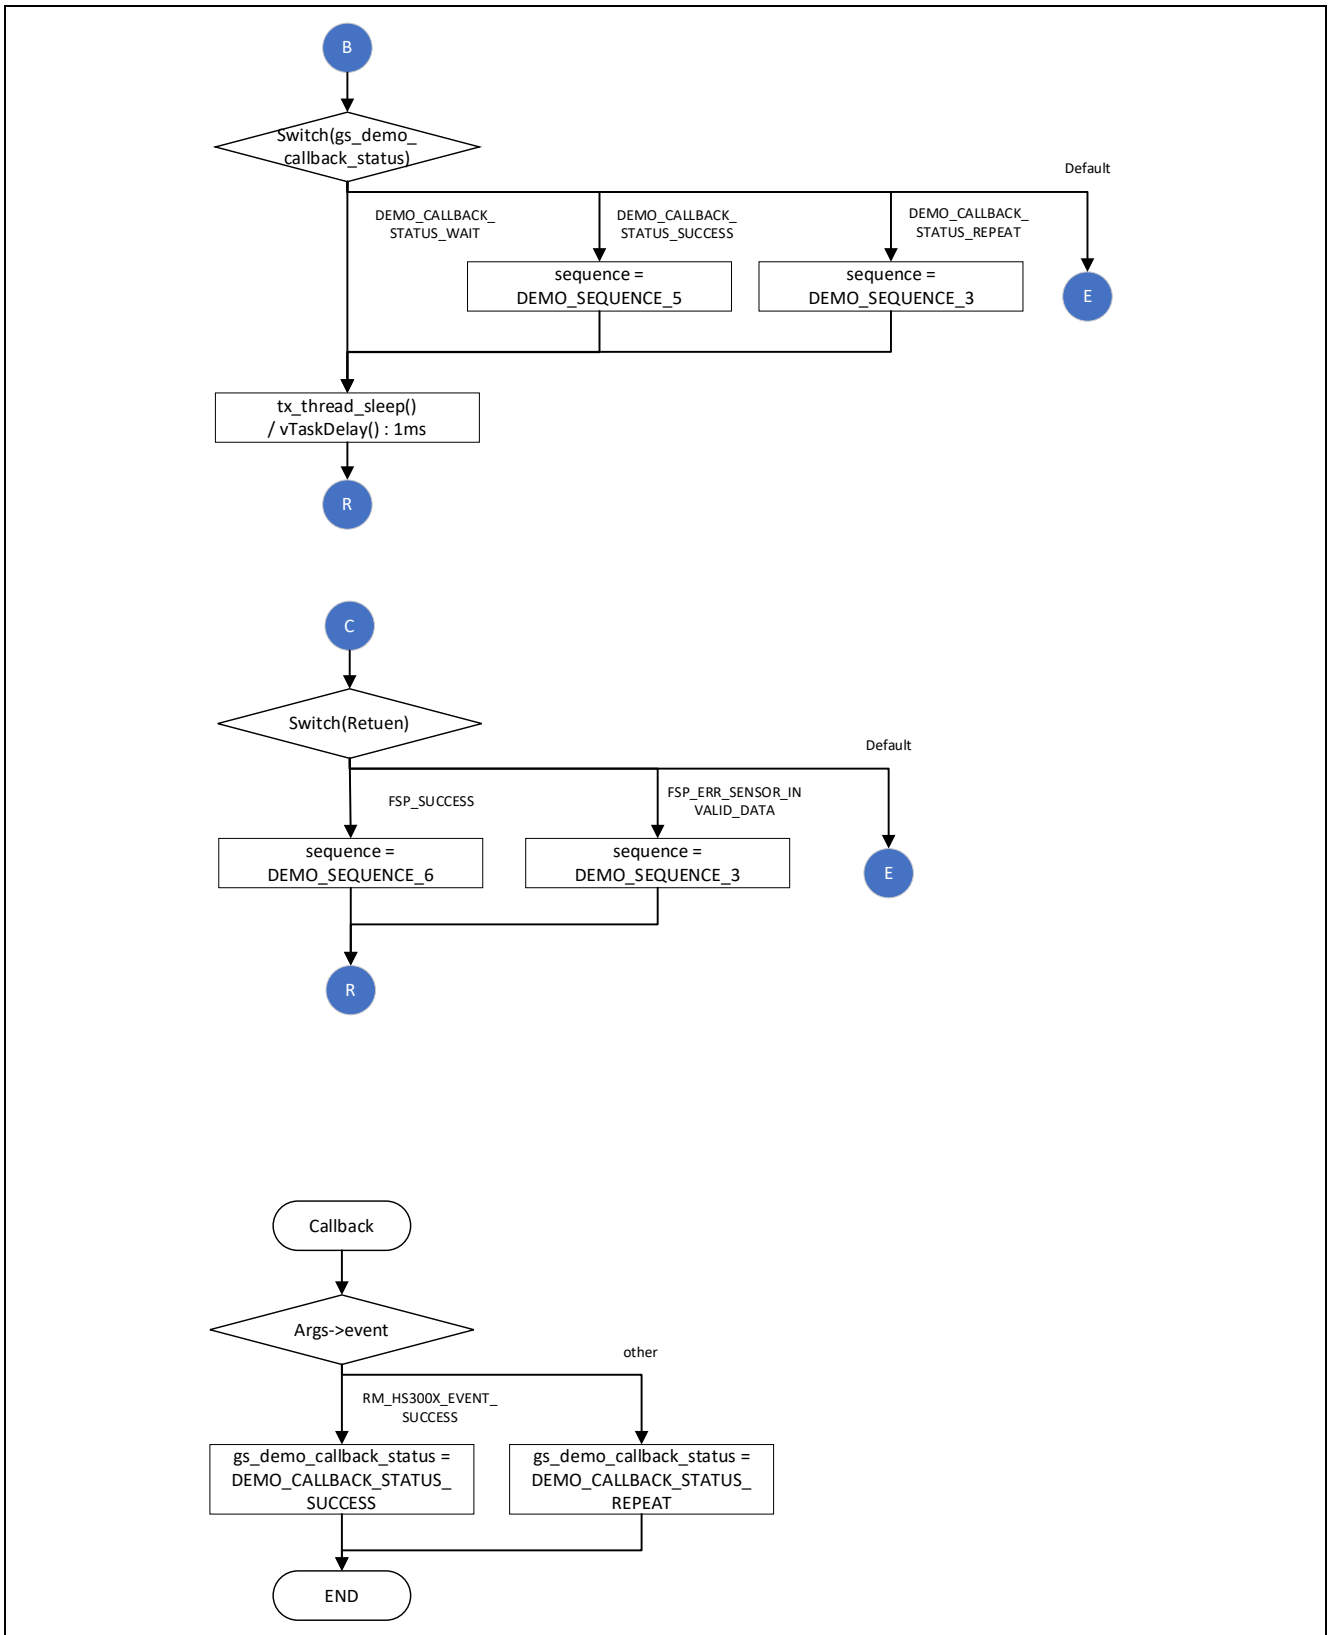 B
Switch(gs_demo_
callback_status)
Default
DEMO_CALLBACK_
STATUS_WAIT
DEMO_CALLBACK_
STATUS_SUCCESS
DEMO_CALLBACK_
STATUS_REPEAT
sequence =
DEMO_SEQUENCE_5
sequence =
DEMO_SEQUENCE_3
E
tx_thread_sleep()
/ vTaskDelay() : 1ms
R
C
Switch(Retuen)
Default
FSP_SUCCESS
FSP_ERR_SENSOR_IN
VALID_DATA
sequence =
DEMO_SEQUENCE_6
sequence =
DEMO_SEQUENCE_3
E
R
Callback
Args->event
other
RM_HS300X_EVENT_
SUCCESS
gs_demo_callback_status =
DEMO_CALLBACK_STATUS_
SUCCESS
gs_demo_callback_status =
DEMO_CALLBACK_STATUS_
REPEAT
END